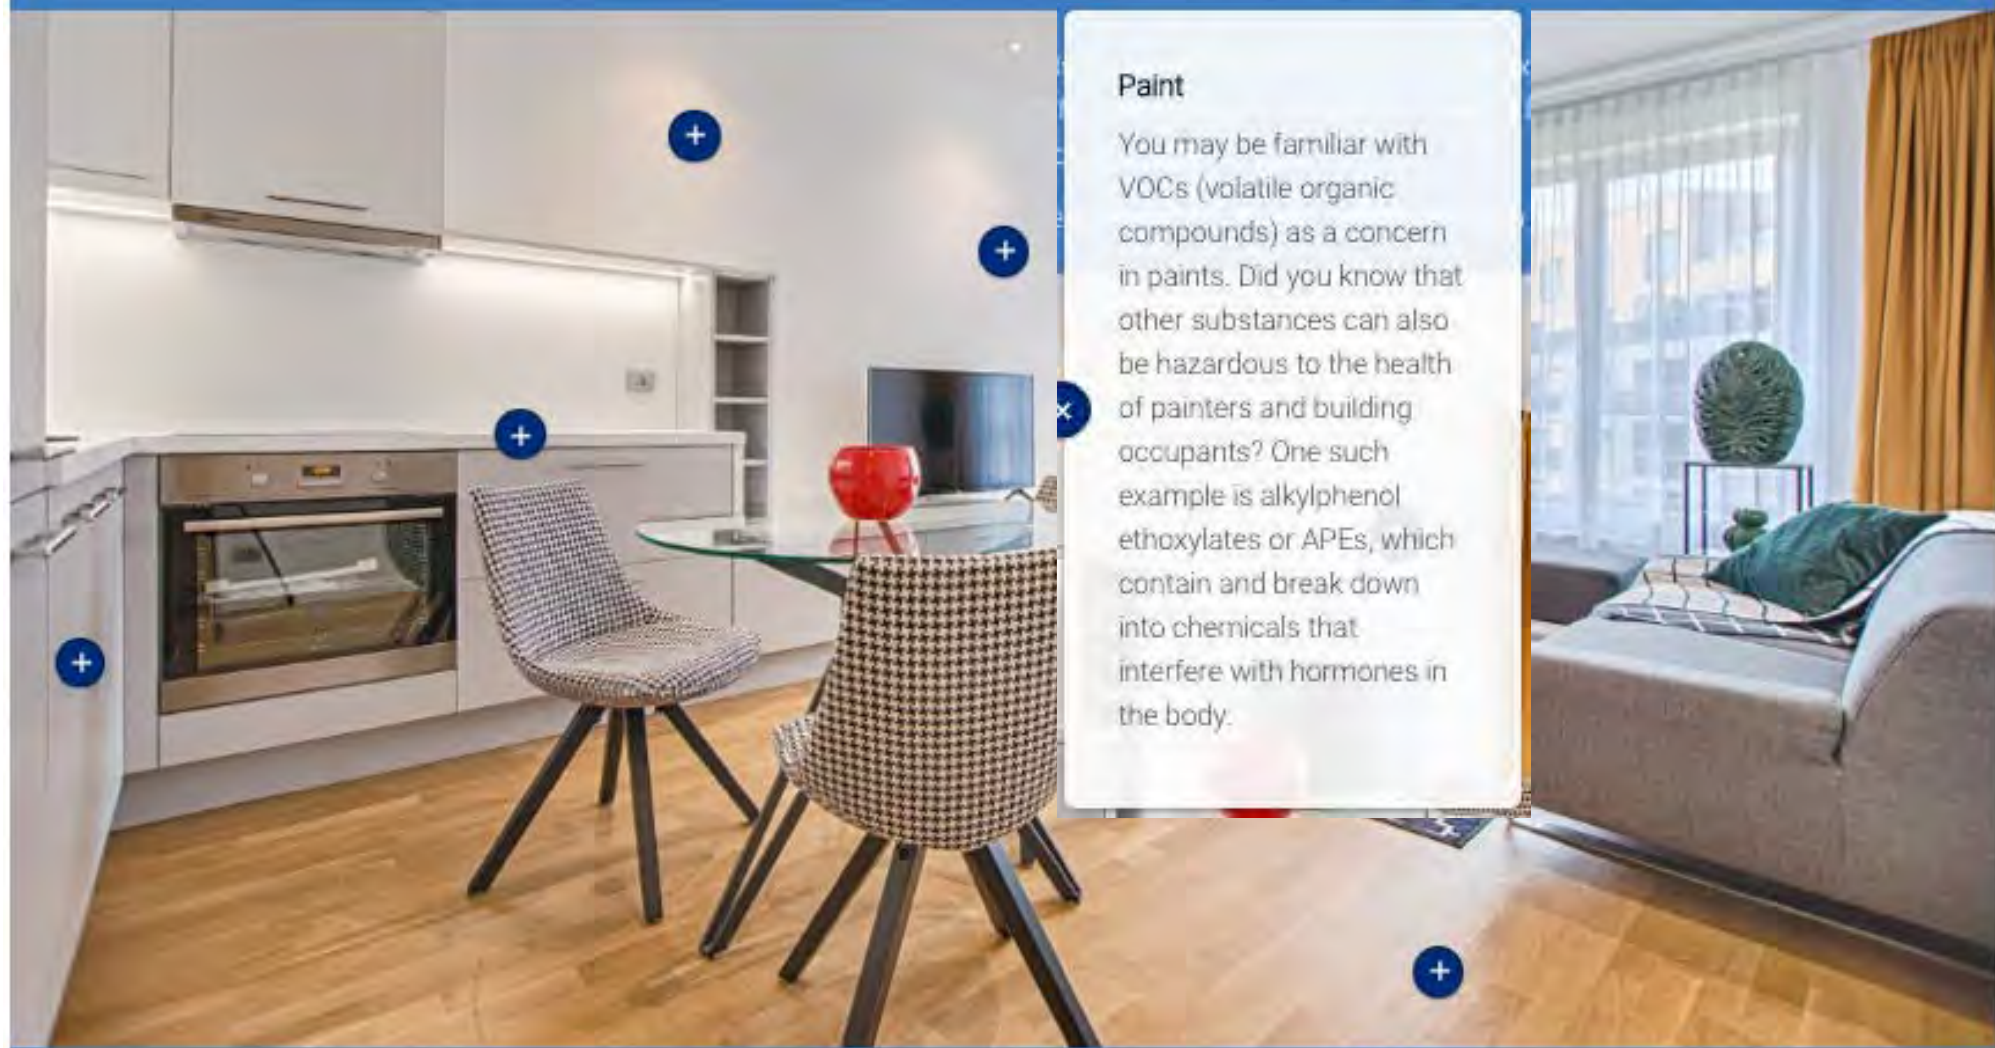 Paint
You may be familiar with
VOCs (volatile organic
compounds) as a concern
in paints. Did you know that
other substances can also
be hazardous to the health
of painters and building
occupants? One such
example is alkylphenol
ethoxylates or APEs, which
contain and break down
into chemicals that
interfere with hormones in
the body.